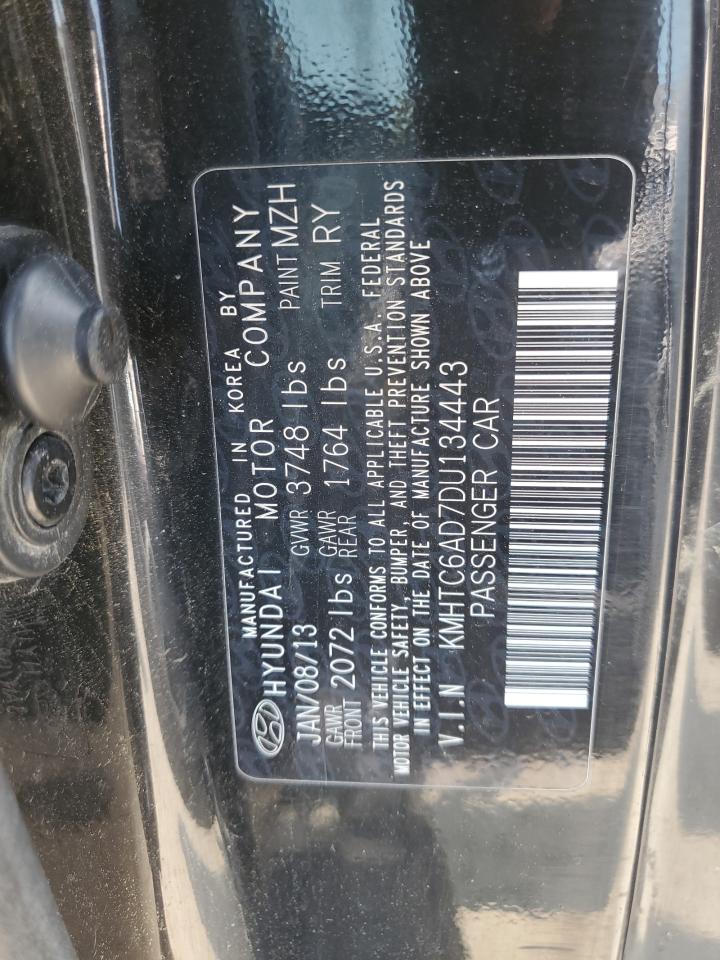 MANUFACTURED IN KOREA BY
HYUNDAI MOTOR COMPANY
JAN/08/13 GVWR 3748 lbs PAINT MZH
GAWR FRONT 2072 lbs GAWR REAR 1764 lbs TRIM RY
THIS VEHICLE CONFORMS TO ALL APPLICABLE U.S.A. FEDERAL
MOTOR VEHICLE SAFETY, BUMPER, AND THEFT PREVENTION STANDARDS
IN EFFECT ON THE DATE OF MANUFACTURE SHOWN ABOVE
V.I.N KMHTC6AD7DU134443
PASSENGER CAR